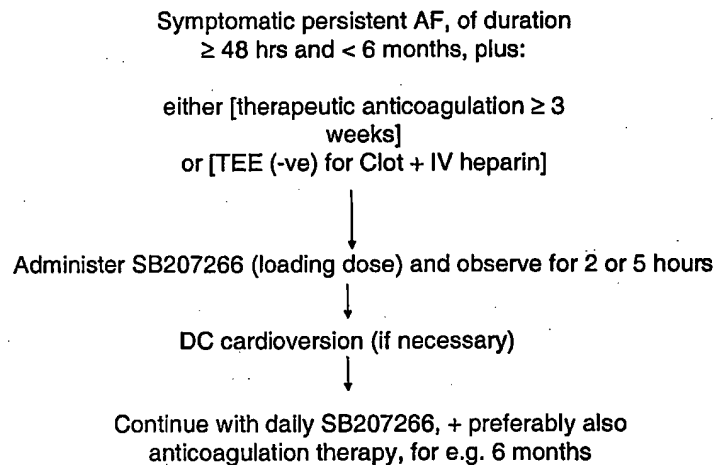 Symptomatic persistent AF, of duration
≥ 48 hrs and < 6 months, plus:
either [therapeutic anticoagulation ≥ 3
weeks]
or [TEE (-ve) for Clot + IV heparin]
Administer SB207266 (loading dose) and observe for 2 or 5 hours
DC cardioversion (if necessary)
Continue with daily SB207266, + preferably also
anticoagulation therapy, for e.g. 6 months